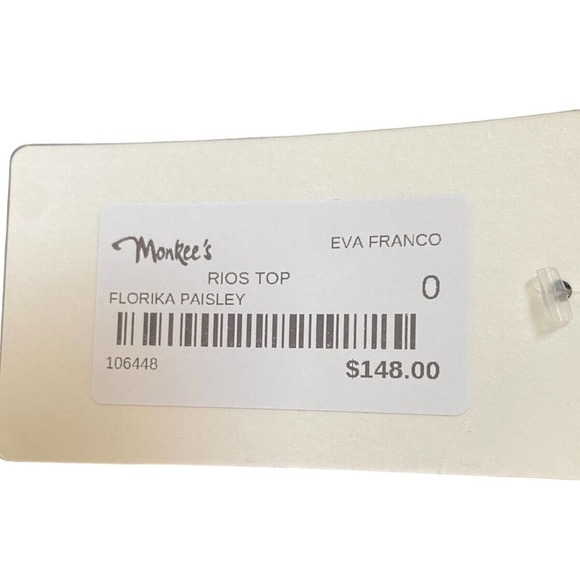 Monkee's
EVA FRANCO
RIOS TOP
FLORIKA PAISLEY
0
106448
$148.00